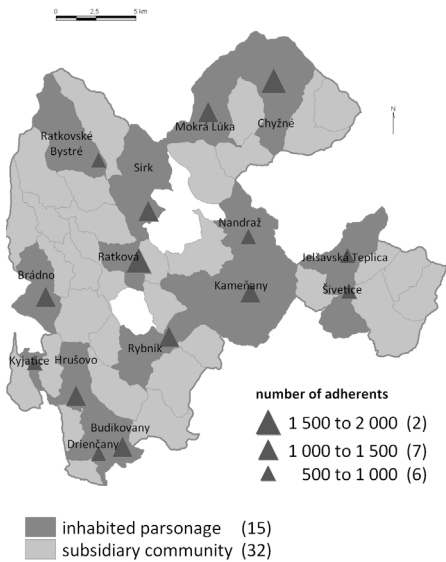 0 2,5 5 km
N
Mokrá Lúka
Chyžné
Ratkovské
Bystré
Sirk
Nandraž
Ratková
Jelšavská Teplica
Brádno
Kameňany
Šivetice
Rybník
Kyjatice
Hrušovo
Budikovany
Drienčany
number of adherents
1 500 to 2 000 (2)
1 000 to 1 500 (7)
500 to 1 000 (6)
inhabited parsonage (15)
subsidiary community (32)